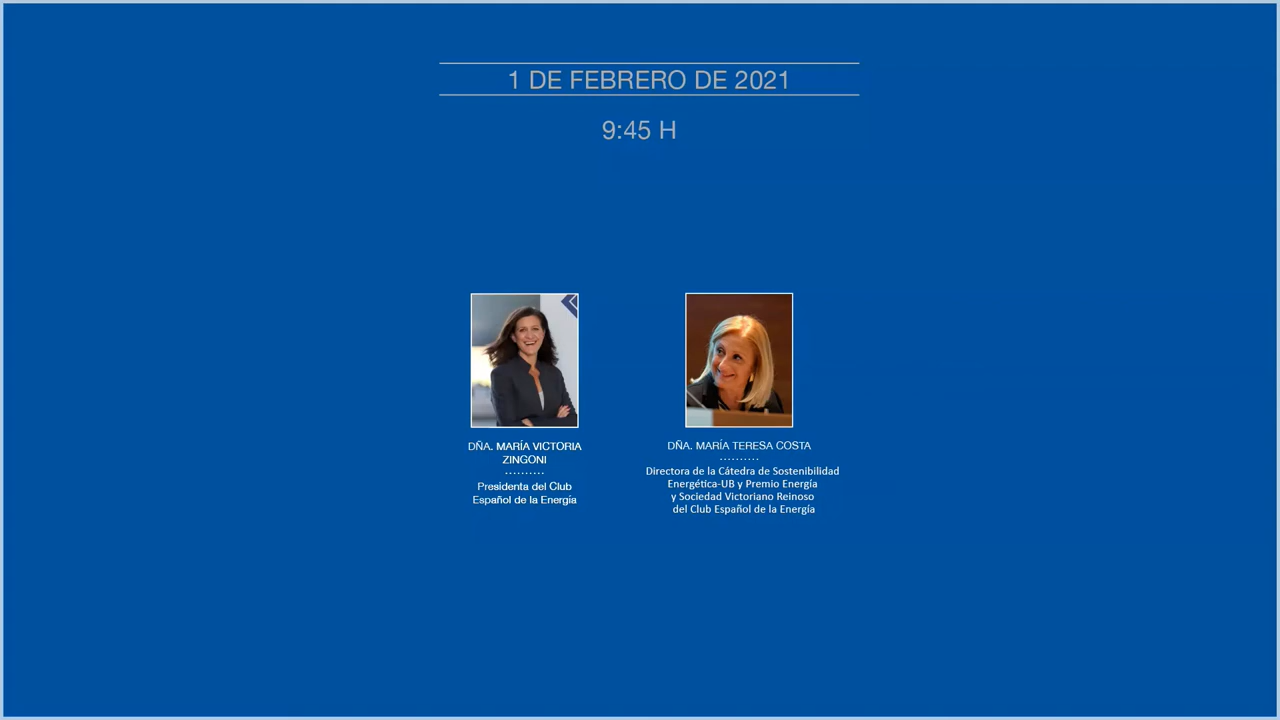 1 DE FEBRERO DE 2021
9:45 H
DÑA. MARÍA VICTORIA
ZINGONI
Presidenta del Club
Español de la Energía
DÑA. MARÍA TERESA COSTA
Directora de la Cátedra de Sostenibilidad
Energética-UB y Premio Energía
y Sociedad Victoriano Reinoso
del Club Español de la Energía